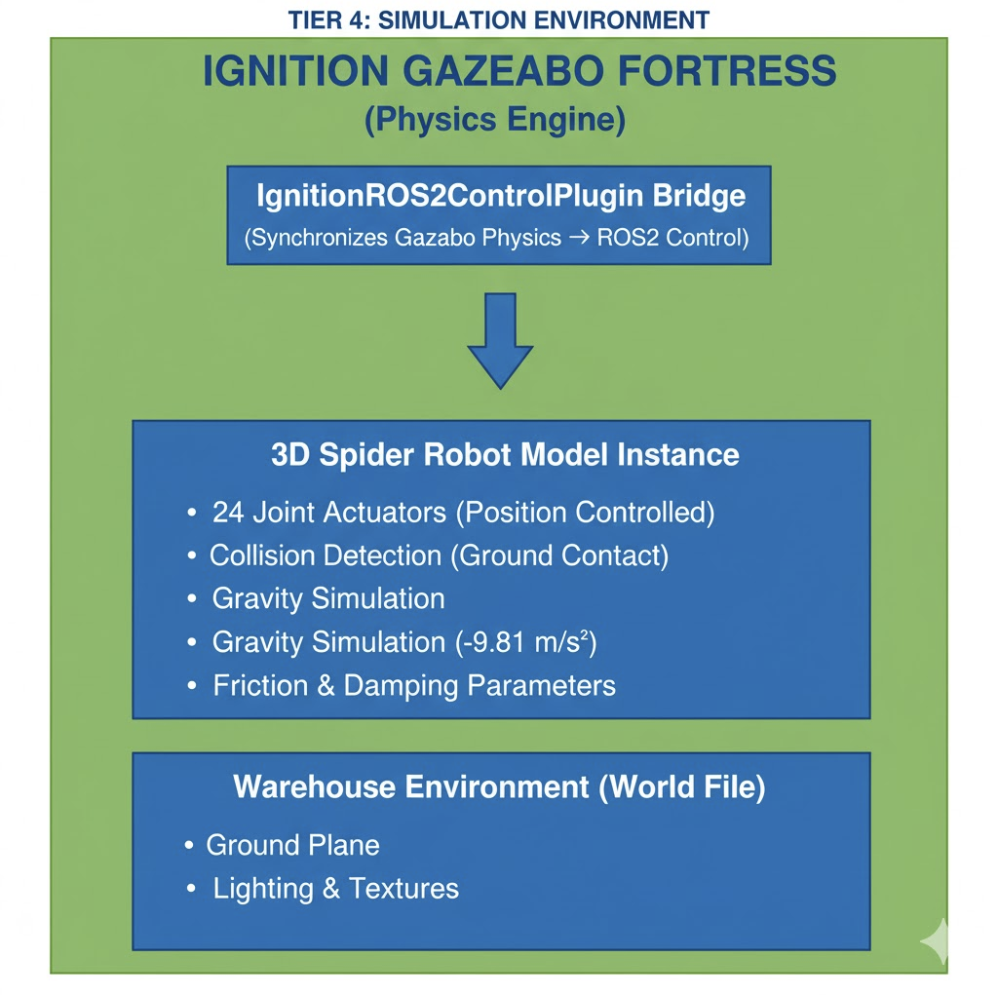 TIER 4: SIMULATION ENVIRONMENT
IGNITION GAZEABO FORTRESS
(Physics Engine)
IgnitionROS2ControlPlugin Bridge
(Synchronizes Gazabo Physics → ROS2 Control)
3D Spider Robot Model Instance
• 24 Joint Actuators (Position Controlled)
• Collision Detection (Ground Contact)
• Gravity Simulation
• Gravity Simulation (-9.81 m/s²)
• Friction & Damping Parameters
Warehouse Environment (World File)
• Ground Plane
• Lighting & Textures